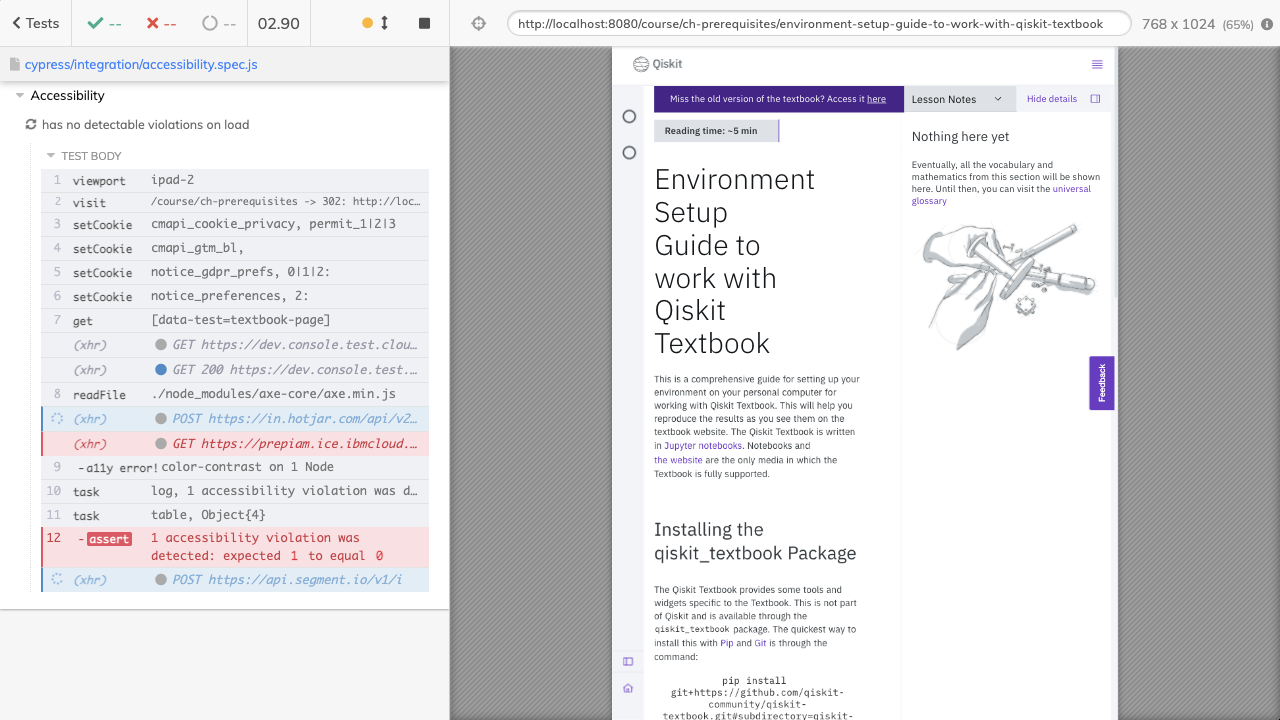 Tests
--
--
--
02.90
http://localhost:8080/course/ch-prerequisites/environment-setup-guide-to-work-with-qiskit-textbook
768 x 1024 (65%)
cypress/integration/accessibility.spec.js
Accessibility
has no detectable violations on load
TEST BODY
1 viewport ipad-2
2 visit /course/ch-prerequisites -> 302: http://loc…
3 setCookie cmapi_cookie_privacy, permit_1|2|3
4 setCookie cmapi_gtm_bl,
5 setCookie notice_gdpr_prefs, 0|1|2:
6 setCookie notice_preferences, 2:
7 get [data-test=textbook-page]
(xhr) GET https://dev.console.test.clou…
(xhr) GET 200 https://dev.console.test.…
8 readFile ./node_modules/axe-core/axe.min.js
(xhr) POST https://in.hotjar.com/api/v2…
(xhr) GET https://prepiam.ice.ibmcloud.…
9 -a11y error! color-contrast on 1 Node
10 task log, 1 accessibility violation was d…
11 task table, Object{4}
12 -assert 1 accessibility violation was
detected: expected 1 to equal 0
(xhr) POST https://api.segment.io/v1/i
Qiskit
Miss the old version of the textbook? Access it here
Reading time: ~5 min
Environment
Setup
Guide to
work with
Qiskit
Textbook
This is a comprehensive guide for setting up your
environment on your personal computer for
working with Qiskit Textbook. This will help you
reproduce the results as you see them on the
textbook website. The Qiskit Textbook is written
in Jupyter notebooks. Notebooks and
the website are the only media in which the
Textbook is fully supported.
Installing the
qiskit_textbook Package
The Qiskit Textbook provides some tools and
widgets specific to the Textbook. This is not part
of Qiskit and is available through the
qiskit_textbook package. The quickest way to
install this with Pip and Git is through the
command:
pip install
git+https://github.com/qiskit-
community/qiskit-
textbook.git#subdirectory=qiskit-
Lesson Notes
Hide details
Nothing here yet
Eventually, all the vocabulary and
mathematics from this section will be shown
here. Until then, you can visit the universal
glossary
Feedback